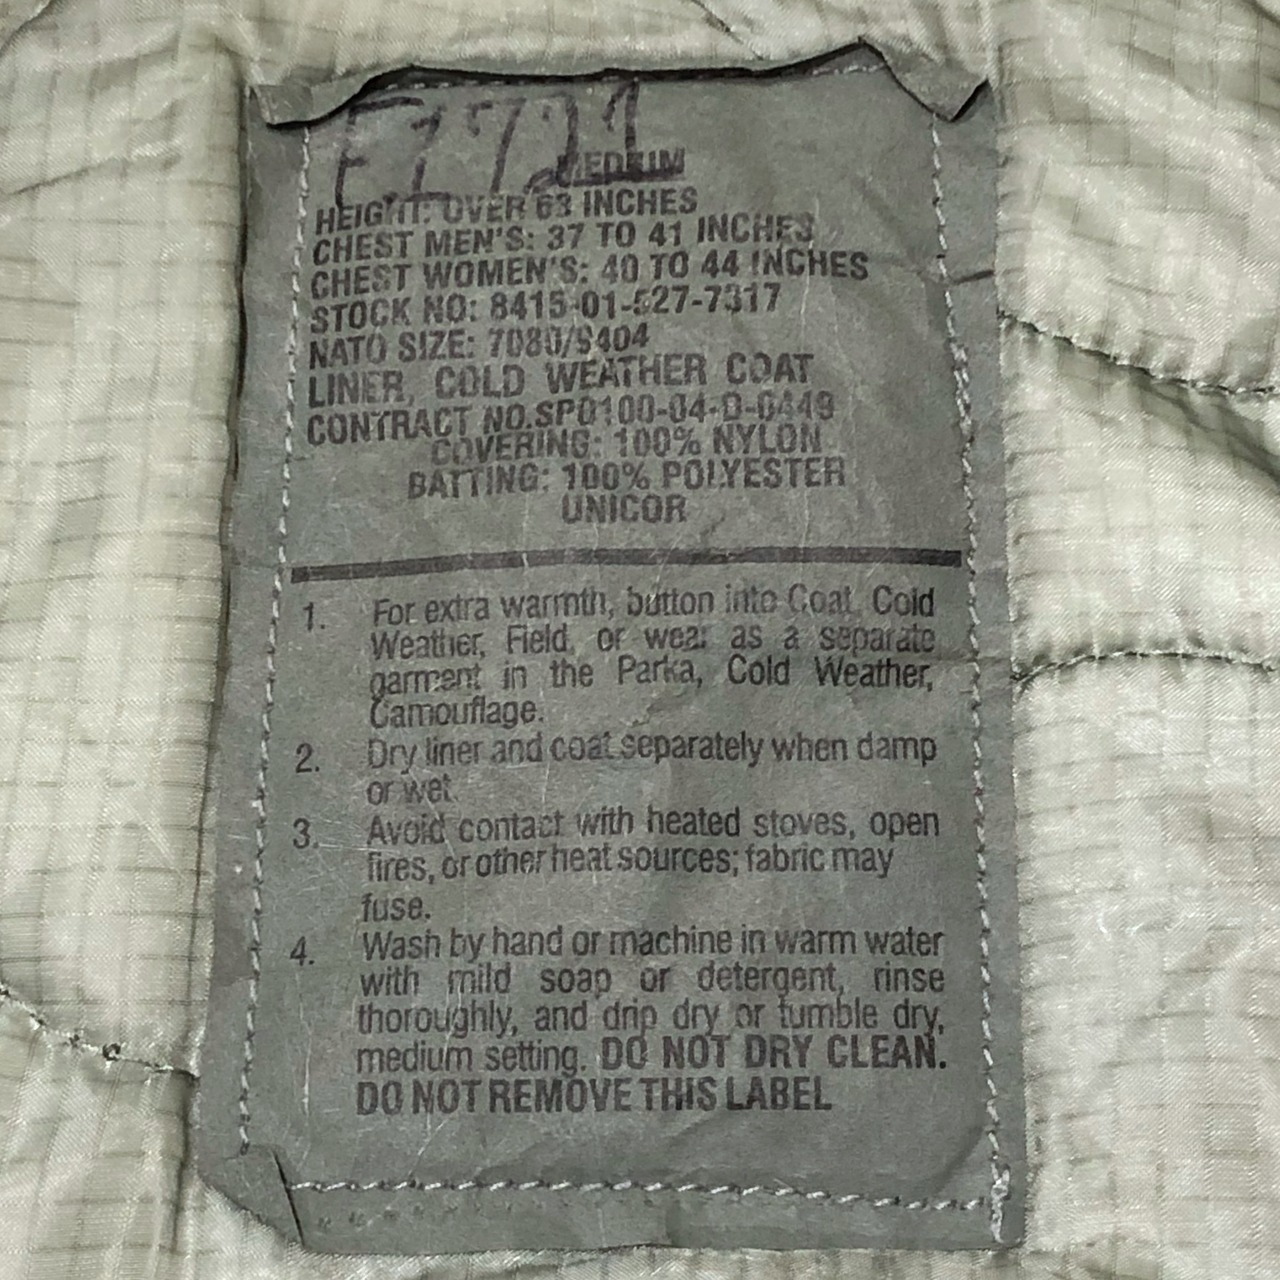 MEDIUM
HEIGHT: OVER 63 INCHES
CHEST MEN'S: 37 TO 41 INCHES
CHEST WOMEN'S: 40 TO 44 INCHES
STOCK NO: 8415-01-527-7317
NATO SIZE: 7080/9404
LINER, COLD WEATHER COAT
CONTRACT NO.SP0100-04-D-0449
COVERING: 100% NYLON
BATTING: 100% POLYESTER
UNICOR
1. For extra warmth, button into Coat, Cold
Weather, Field, or wear as a separate
garment in the Parka, Cold Weather,
Camouflage.
2. Dry liner and coat separately when damp
or wet.
3. Avoid contact with heated stoves, open
fires, or other heat sources; fabric may
fuse.
4. Wash by hand or machine in warm water
with mild soap or detergent, rinse
thoroughly, and drip dry or tumble dry,
medium setting. DO NOT DRY CLEAN.
DO NOT REMOVE THIS LABEL